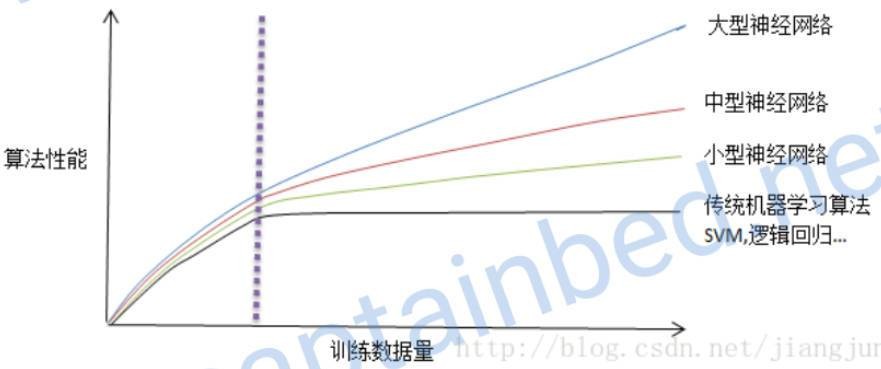 大型神经网络
中型神经网络
算法性能
小型神经网络
传统机器学习算法
SVM,逻辑回归...
训练数据量
http://blog.csdn.net/jiangjun
captainbed.net